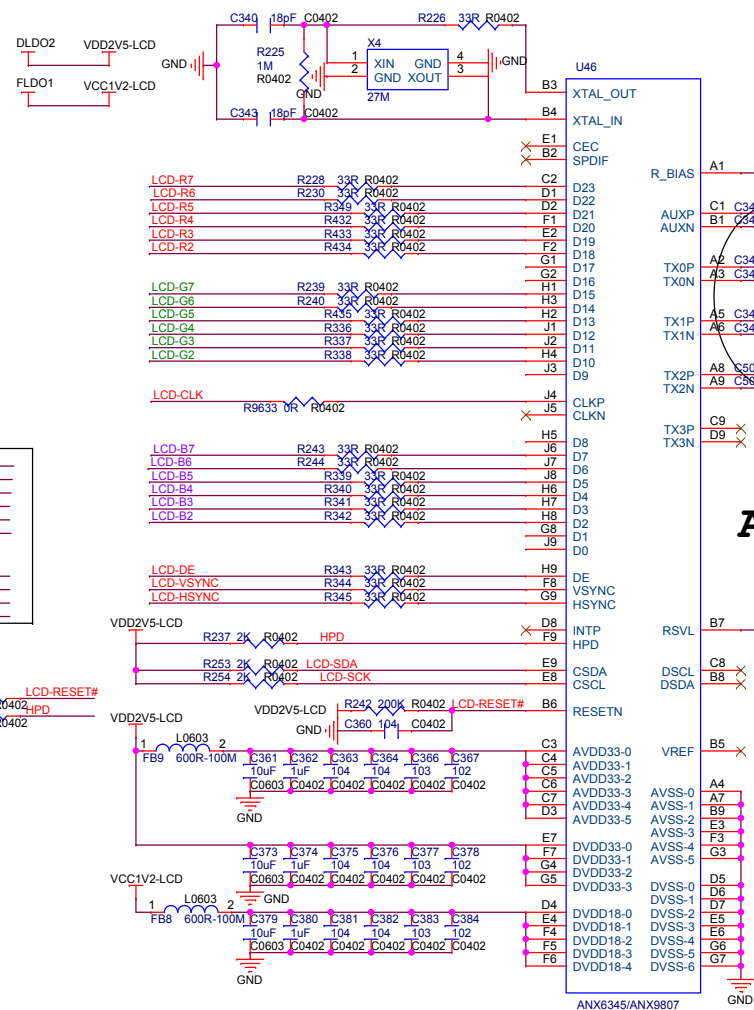 C340 18pF C0402 R226 33R R0402
DLDO2 VDD2V5-LCD
X4
R225
1M
R0402
GND
1 XIN GND 4
2 GND XOUT 3
GND
GND
27M
U46
FLDO1 VCC1V2-LCD
C343 18pF C0402
B3 XTAL_OUT
B4 XTAL_IN
E1 CEC
B2 SPDIF
R_BIAS A1
LCD-R7 R228 33R R0402 C2 D23
LCD-R6 R230 33R R0402 D1 D22
LCD-R5 R349 33R R0402 D2 D21
LCD-R4 R432 33R R0402 F1 D20
LCD-R3 R433 33R R0402 E2 D19
LCD-R2 R434 33R R0402 F2 D18
G1 D17
G2 D16
AUXP C1 C34
AUXN B1 C34
TX0P A2 C34
TX0N A3 C34
LCD-G7 R239 33R R0402 H1 D15
LCD-G6 R240 33R R0402 H3 D14
LCD-G5 R435 33R R0402 H2 D13
LCD-G4 R336 33R R0402 J1 D12
LCD-G3 R337 33R R0402 J2 D11
LCD-G2 R338 33R R0402 H4 D10
J3 D9
TX1P A5 C34
TX1N A6 C34
TX2P A8 C50
TX2N A9 C50
LCD-CLK R9633 0R R0402 J4 CLKP
J5 CLKN
TX3P C9
TX3N D9
H5 D8
LCD-B7 R243 33R R0402 J6 D7
LCD-B6 R244 33R R0402 J7 D6
LCD-B5 R339 33R R0402 J8 D5
LCD-B4 R340 33R R0402 H6 D4
LCD-B3 R341 33R R0402 H7 D3
LCD-B2 R342 33R R0402 H8 D2
G8 D1
J9 D0
A
LCD-DE R343 33R R0402 H9 DE
LCD-VSYNC R344 33R R0402 F8 VSYNC
LCD-HSYNC R345 33R R0402 G9 HSYNC
VDD2V5-LCD
D8 INTP RSVL B7
R237 2K R0402 HPD F9 HPD
R253 2K R0402 LCD-SDA E9 CSDA DSCL C8
R254 2K R0402 LCD-SCK E8 CSCL DSDA B8
R0402 LCD-RESET#
R0402 HPD
VDD2V5-LCD R242 200K R0402 LCD-RESET# B6 RESETN
GND C360 104 C0402
VDD2V5-LCD
1 L0603 2
FB9 600R-100M
C361 C362 C363 C364 C366 C367
10uF 1uF 104 104 103 102
C0603 C0402 C0402 C0402 C0402 C0402
GND
C3 AVDD33-0 VREF B5
C4 AVDD33-1
C5 AVDD33-2
C6 AVDD33-3
C7 AVDD33-4
D3 AVDD33-5
AVSS-0 A4
AVSS-1 A7
AVSS-2 B9
AVSS-3 E3
AVSS-4 F3
AVSS-5 G3
C373 C374 C375 C376 C377 C378
10uF 1uF 104 104 103 102
C0603 C0402 C0402 C0402 C0402 C0402
GND
E7 DVDD33-0
F7 DVDD33-1
G4 DVDD33-2
G5 DVDD33-3
VCC1V2-LCD
1 L0603 2
FB8 600R-100M
C379 C380 C381 C382 C383 C384
10uF 1uF 104 104 103 102
C0603 C0402 C0402 C0402 C0402 C0402
GND
D4 DVDD18-0
E4 DVDD18-1
F4 DVDD18-2
F5 DVDD18-3
F6 DVDD18-4
DVSS-0 D5
DVSS-1 D6
DVSS-2 D7
DVSS-3 E5
DVSS-4 E6
DVSS-5 G6
DVSS-6 G7
GND
ANX6345/ANX9807